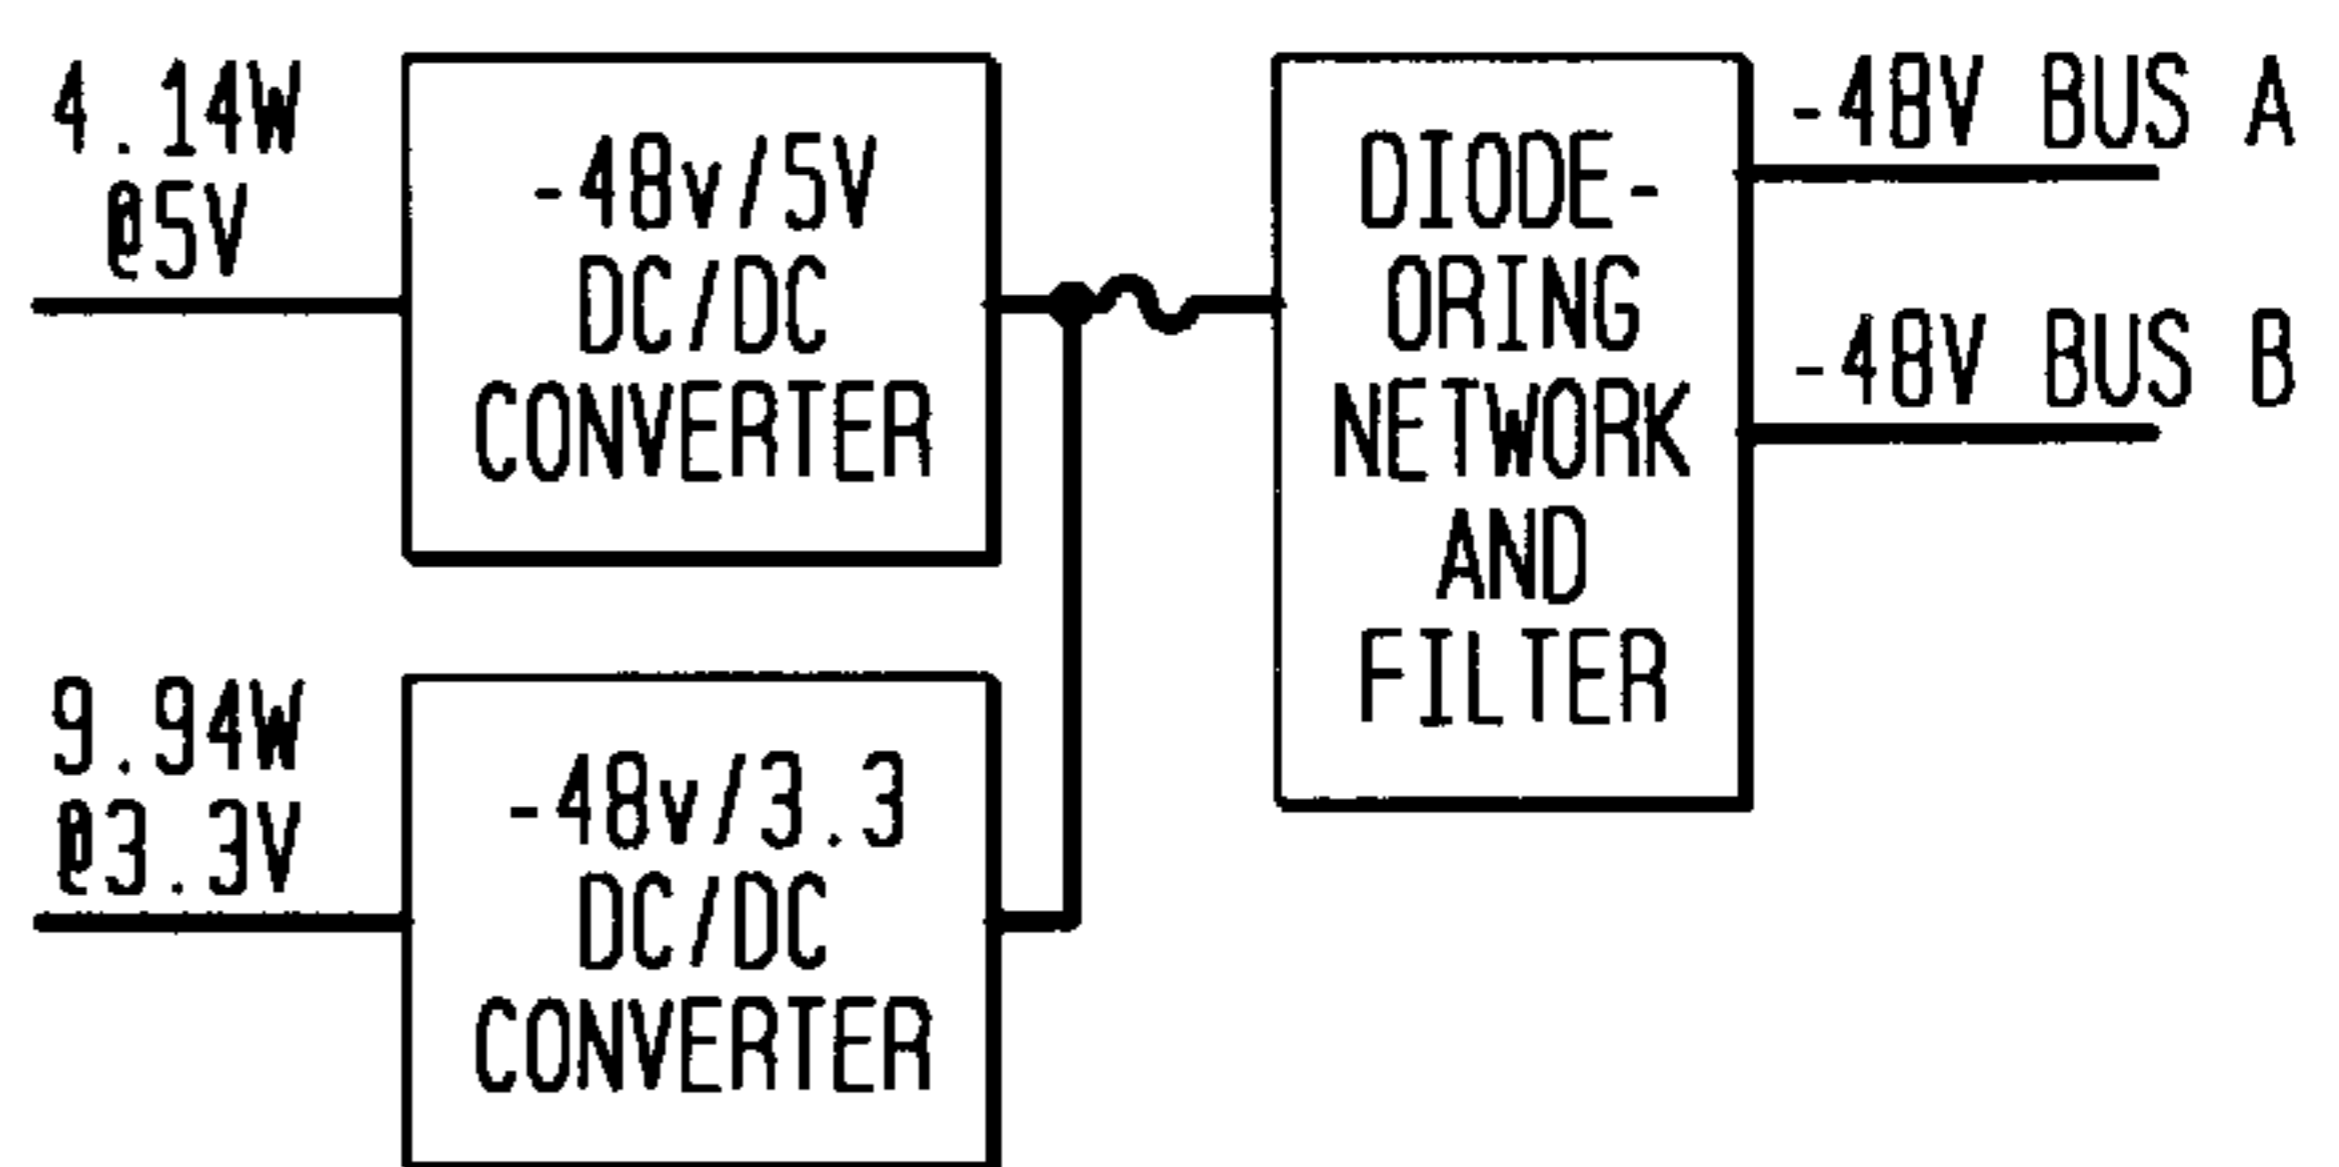 4.14W
@5V
-48v/5V
DC/DC
CONVERTER
DIODE-
ORING
NETWORK
AND
FILTER
-48V BUS A
-48V BUS B
9.94W
@3.3V
-48v/3.3
DC/DC
CONVERTER